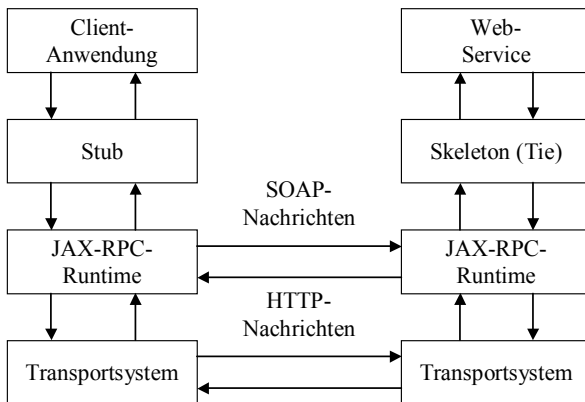 Client-
Anwendung
Web-
Service
Stub
Skeleton (Tie)
SOAP-
Nachrichten
JAX-RPC-
Runtime
JAX-RPC-
Runtime
HTTP-
Nachrichten
Transportsystem
Transportsystem